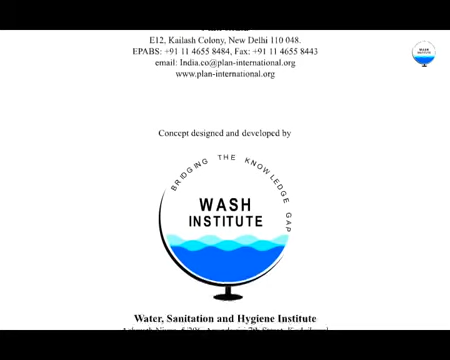 E12, Kailash Colony, New Delhi 110 048.
EPABS: +91 11 4655 8484, Fax: +91 11 4655 8443
email: India.co@plan-international.org
www.plan-international.org
WASH
INSTITUTE
Concept designed and developed by
BRIDGING THE KNOWLEDGE GAP
WASH
INSTITUTE
Water, Sanitation and Hygiene Institute